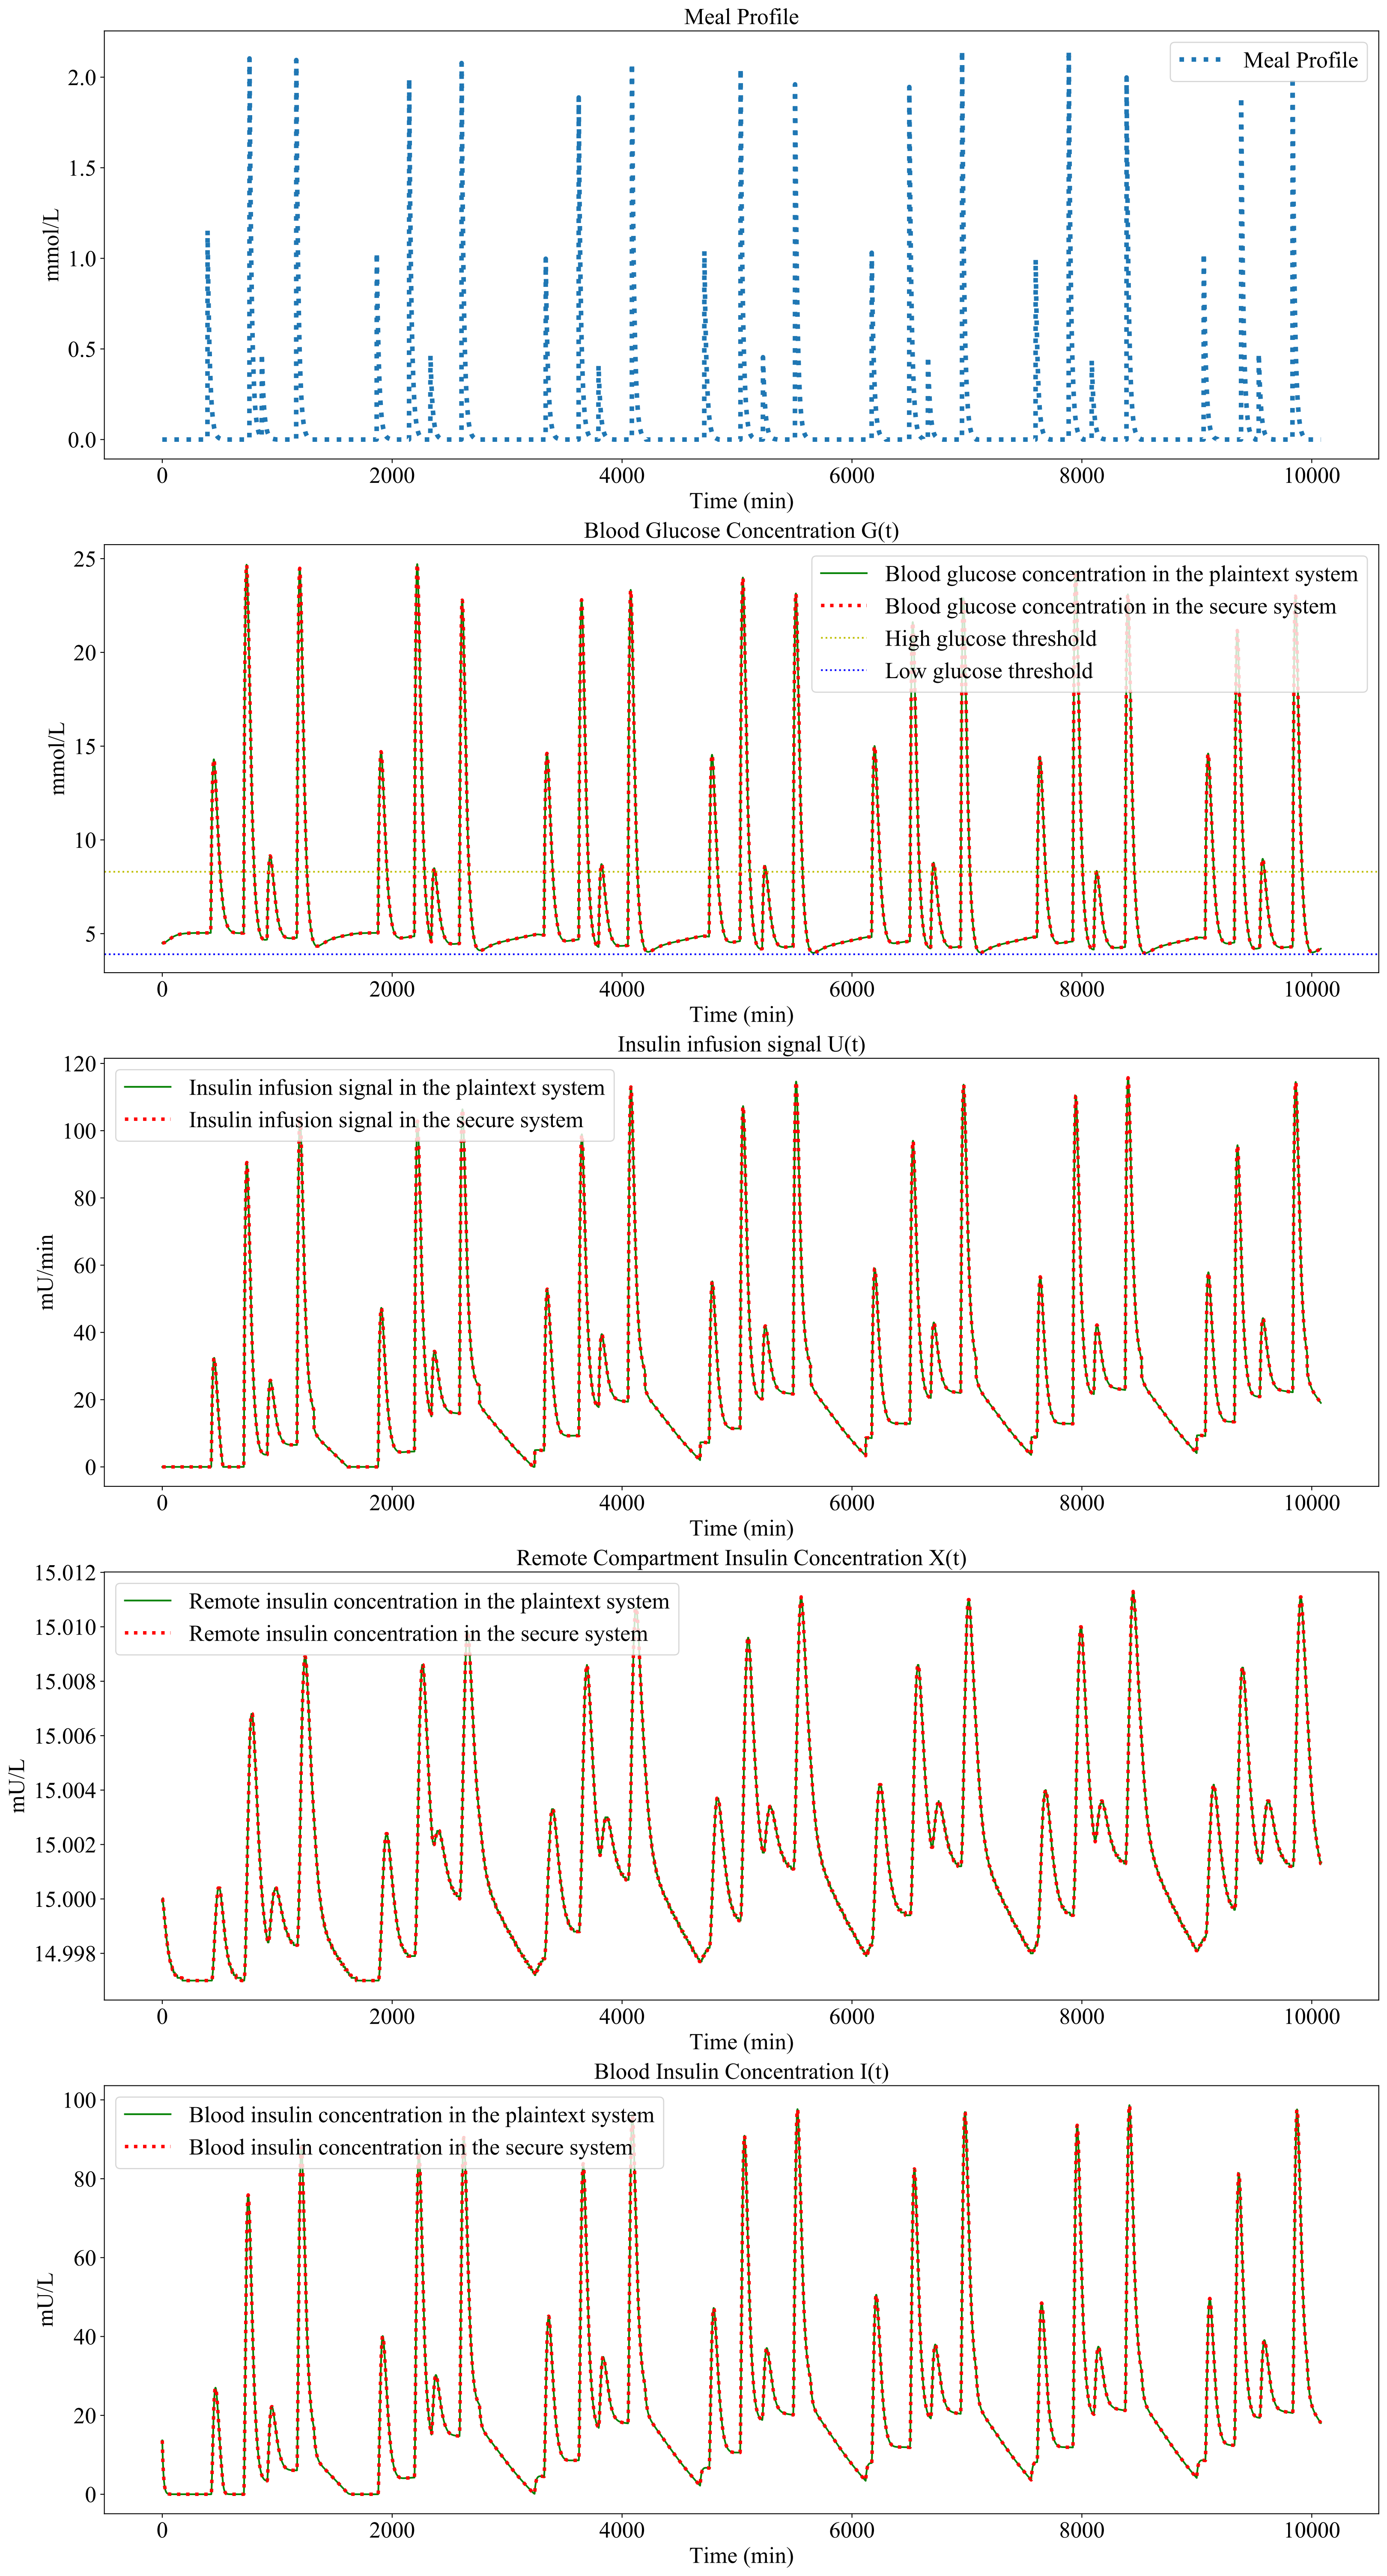 Meal Profile
Meal Profile
mmol/L
2.0
1.5
1.0
0.5
0.0
0 2000 4000 6000 8000 10000
Time (min)
Blood Glucose Concentration G(t)
Blood glucose concentration in the plaintext system
Blood glucose concentration in the secure system
High glucose threshold
Low glucose threshold
mmol/L
25
20
15
10
5
0 2000 4000 6000 8000 10000
Time (min)
Insulin infusion signal U(t)
Insulin infusion signal in the plaintext system
Insulin infusion signal in the secure system
mU/min
120
100
80
60
40
20
0
0 2000 4000 6000 8000 10000
Time (min)
Remote Compartment Insulin Concentration X(t)
Remote insulin concentration in the plaintext system
Remote insulin concentration in the secure system
mU/L
15.012
15.010
15.008
15.006
15.004
15.002
15.000
14.998
0 2000 4000 6000 8000 10000
Time (min)
Blood Insulin Concentration I(t)
Blood insulin concentration in the plaintext system
Blood insulin concentration in the secure system
mU/L
100
80
60
40
20
0
0 2000 4000 6000 8000 10000
Time (min)